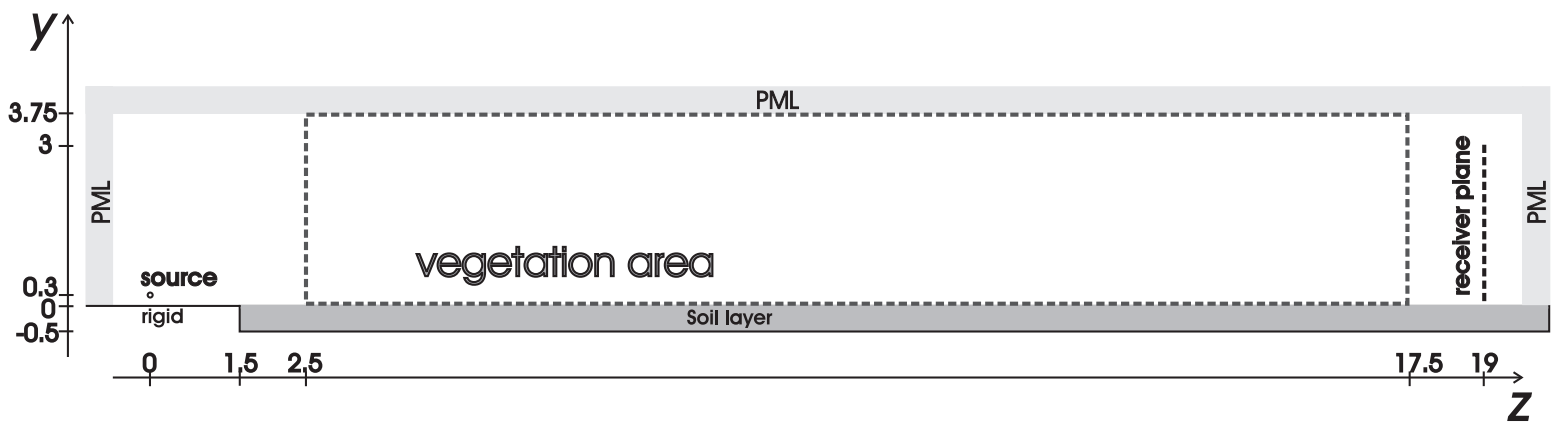 y
PML
3.75
3
PML
receiver plane
PML
vegetation area
source
0.3
0
rigid
Soil layer
-0.5
0 1.5 2.5 17.5 19
z